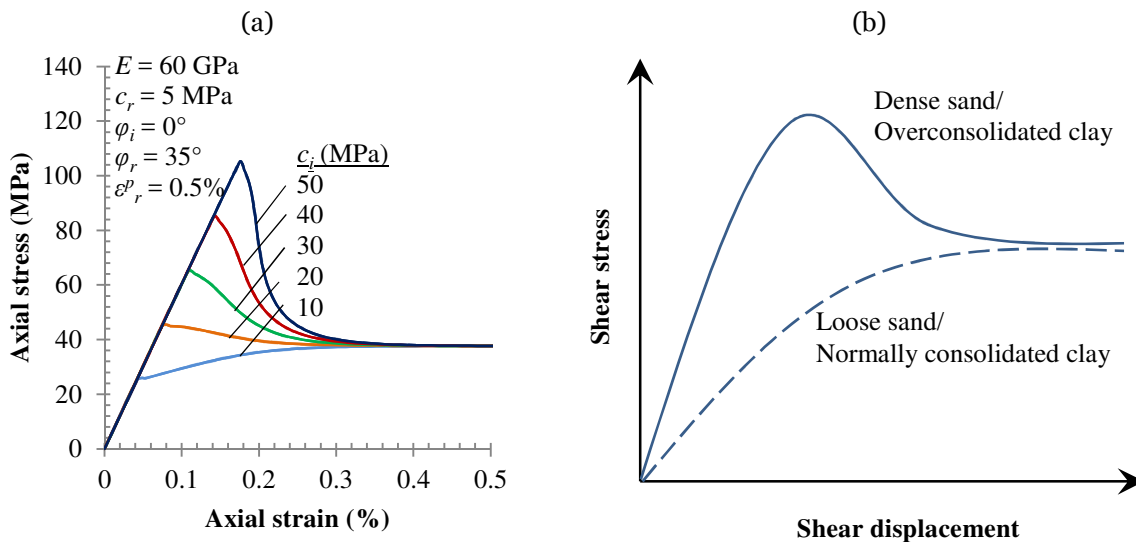 (a)
140
120
100
80
60
40
20
0
Axial stress (MPa)
E = 60 GPa
c_r = 5 MPa
φ_i = 0°
φ_r = 35°
ε^p_r = 0.5%
c_i (MPa)
50
40
30
20
10
0 0.1 0.2 0.3 0.4 0.5
Axial strain (%)
(b)
Shear stress
Dense sand/
Overconsolidated clay
Loose sand/
Normally consolidated clay
Shear displacement